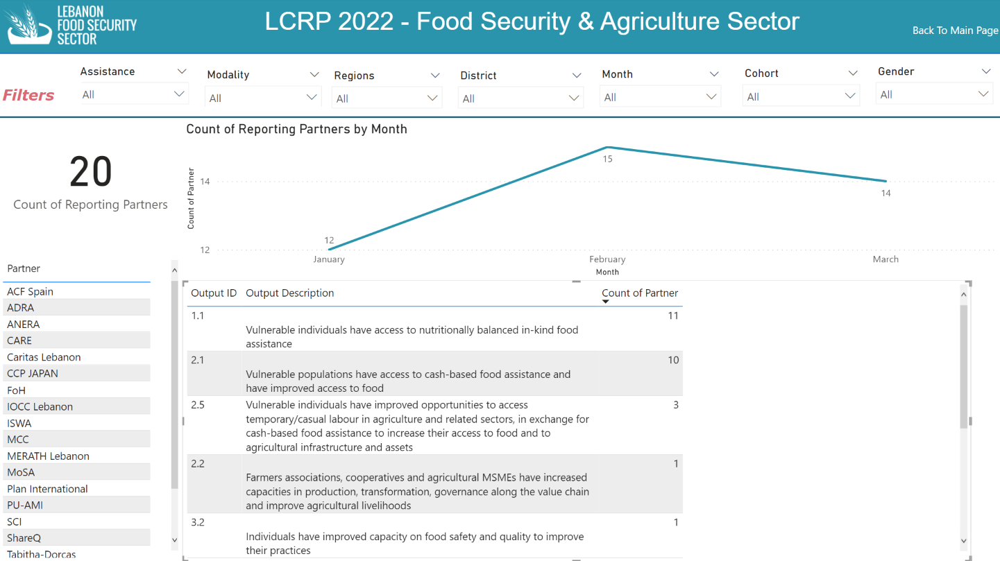 LEBANON
FOOD SECURITY
SECTOR
LCRP 2022 - Food Security & Agriculture Sector
Back To Main Page
Filters
Assistance
All
Modality
All
Regions
All
District
All
Month
All
Cohort
All
Gender
All
20
Count of Reporting Partners
Count of Reporting Partners by Month
Count of Partner
14
12
12
15
14
January
February
March
Month
Partner
ACF Spain
ADRA
ANERA
CARE
Caritas Lebanon
CCP JAPAN
FoH
IOCC Lebanon
ISWA
MCC
MERATH Lebanon
MoSA
Plan International
PU-AMI
SCI
ShareQ
Tabitha-Dorcas
Output ID Output Description Count of Partner
1.1 11
Vulnerable individuals have access to nutritionally balanced in-kind food
assistance
2.1 10
Vulnerable populations have access to cash-based food assistance and
have improved access to food
2.5 Vulnerable individuals have improved opportunities to access 3
temporary/casual labour in agriculture and related sectors, in exchange for
cash-based food assistance to increase their access to food and to
agricultural infrastructure and assets
2.2 1
Farmers associations, cooperatives and agricultural MSMEs have increased
capacities in production, transformation, governance along the value chain
and improve agricultural livelihoods
3.2 1
Individuals have improved capacity on food safety and quality to improve
their practices